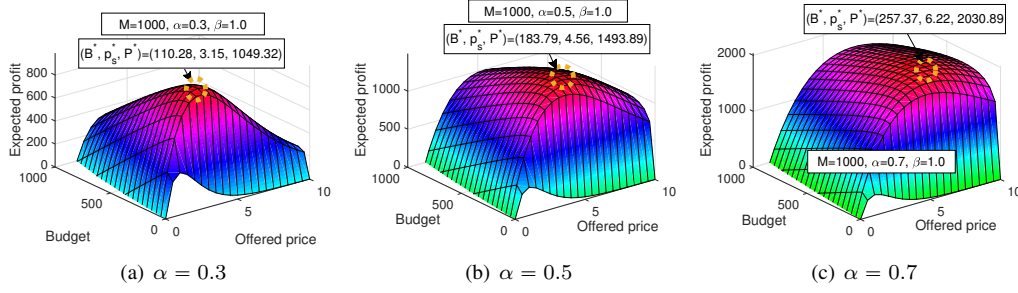 M=1000, α=0.3, β=1.0
(B*, p*s, P*)=(110.28, 3.15, 1049.32)
Expected profit
800
600
400
200
0
1000
500
0
Budget
0
5
10
Offered price
(a) α = 0.3
M=1000, α=0.5, β=1.0
(B*, p*s, P*)=(183.79, 4.56, 1493.89)
Expected profit
1000
500
0
1000
500
0
Budget
0
5
10
Offered price
(b) α = 0.5
(B*, p*s, P*)=(257.37, 6.22, 2030.89
Expected profit
2000
1000
0
1000
500
0
Budget
M=1000, α=0.7, β=1.0
0
5
10
Offered price
(c) α = 0.7